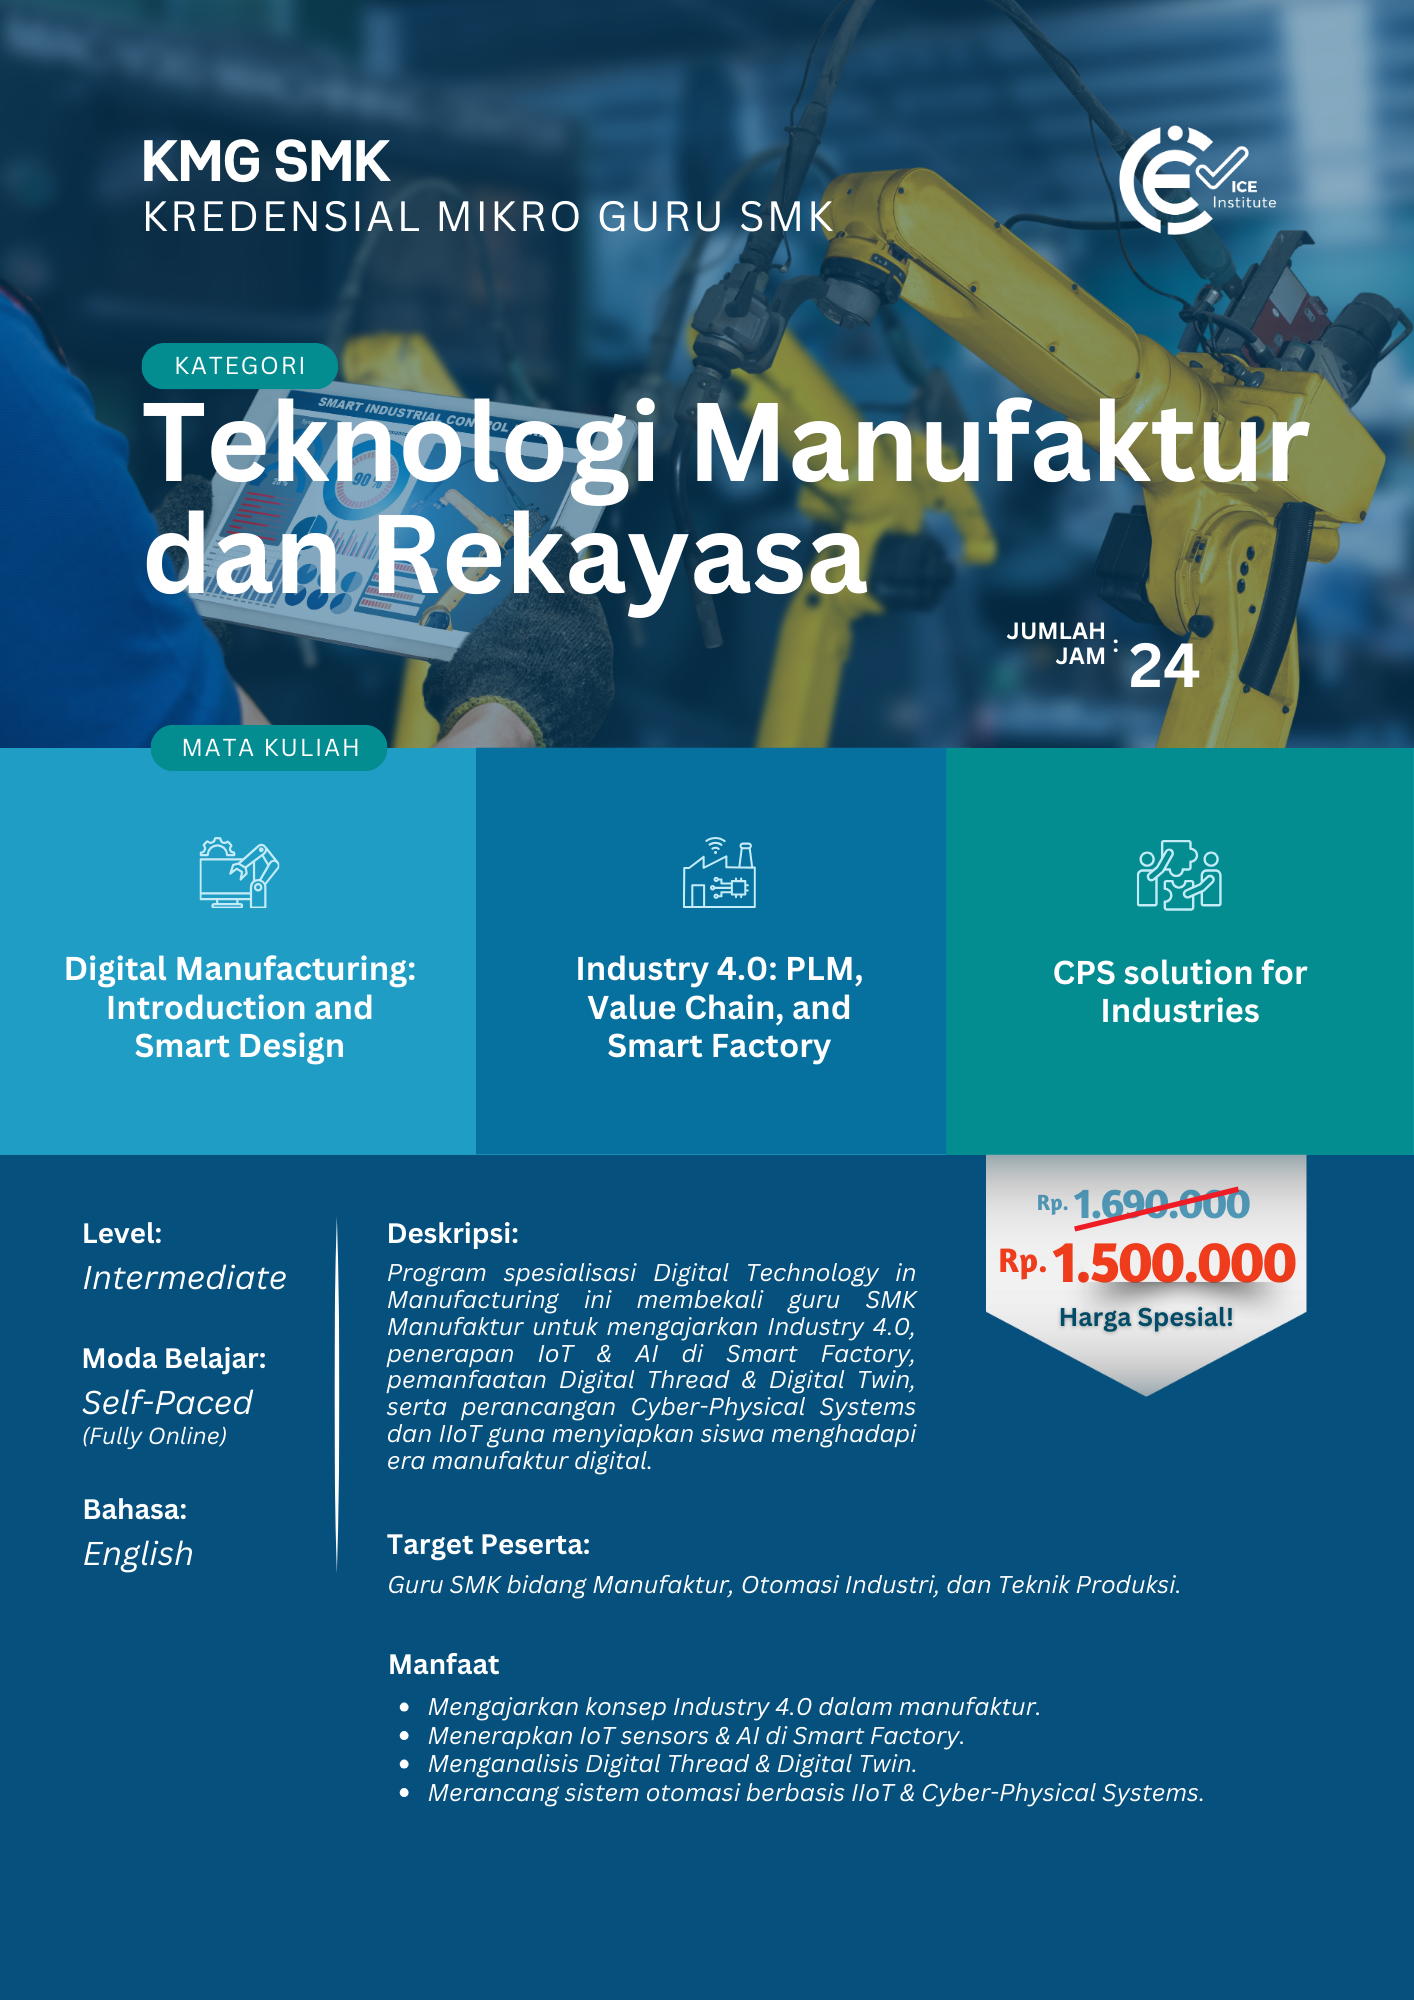 KMG SMK
KREDENSIAL MIKRO GURU SMK
ICE
Institute
KATEGORI
SMART INDUSTRIAL CONTROL
90 %
Teknologi Manufaktur
dan Rekayasa
JUMLAH
JAM : 24
MATA KULIAH
Digital Manufacturing:
Introduction and
Smart Design
Industry 4.0: PLM,
Value Chain, and
Smart Factory
CPS solution for
Industries
Rp. 1.690.000
Rp. 1.500.000
Harga Spesial!
Level:
Intermediate
Moda Belajar:
Self-Paced
(Fully Online)
Bahasa:
English
Deskripsi:
Program spesialisasi Digital Technology in
Manufacturing ini membekali guru SMK
Manufaktur untuk mengajarkan Industry 4.0,
penerapan IoT & AI di Smart Factory,
pemanfaatan Digital Thread & Digital Twin,
serta perancangan Cyber-Physical Systems
dan IIoT guna menyiapkan siswa menghadapi
era manufaktur digital.
Target Peserta:
Guru SMK bidang Manufaktur, Otomasi Industri, dan Teknik Produksi.
Manfaat
• Mengajarkan konsep Industry 4.0 dalam manufaktur.
• Menerapkan IoT sensors & AI di Smart Factory.
• Menganalisis Digital Thread & Digital Twin.
• Merancang sistem otomasi berbasis IIoT & Cyber-Physical Systems.